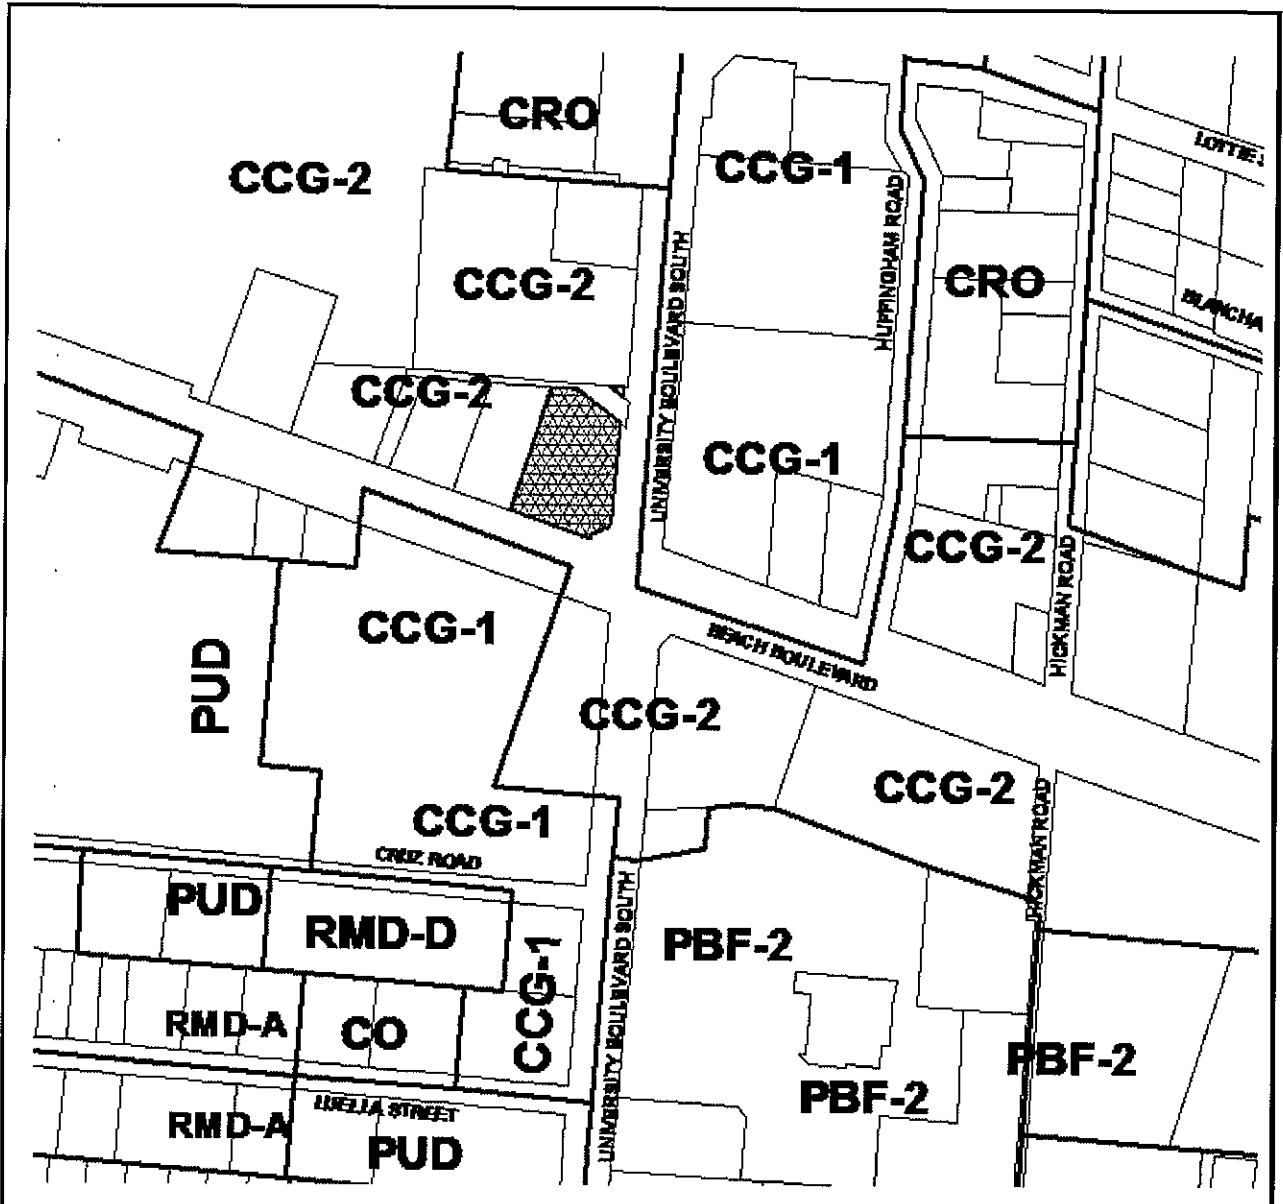 CRO
CCG-2
CCG-1
LOTTIE
HUFFINGHAM ROAD
UNIVERSITY BOULEVARD SOUTH
CCG-2
CRO
BLANCHA
CCG-2
CCG-1
CCG-2
HICKMAN ROAD
CCG-1
BEACH BOULEVARD
PUD
CCG-2
CCG-2
CCG-1
HICKMAN ROAD
CRUZ ROAD
PUD
RMD-D
CCG-1
UNIVERSITY BOULEVARD SOUTH
PBF-2
RMD-A
CO
PBF-2
PBF-2
LUELLA STREET
RMD-A
PUD